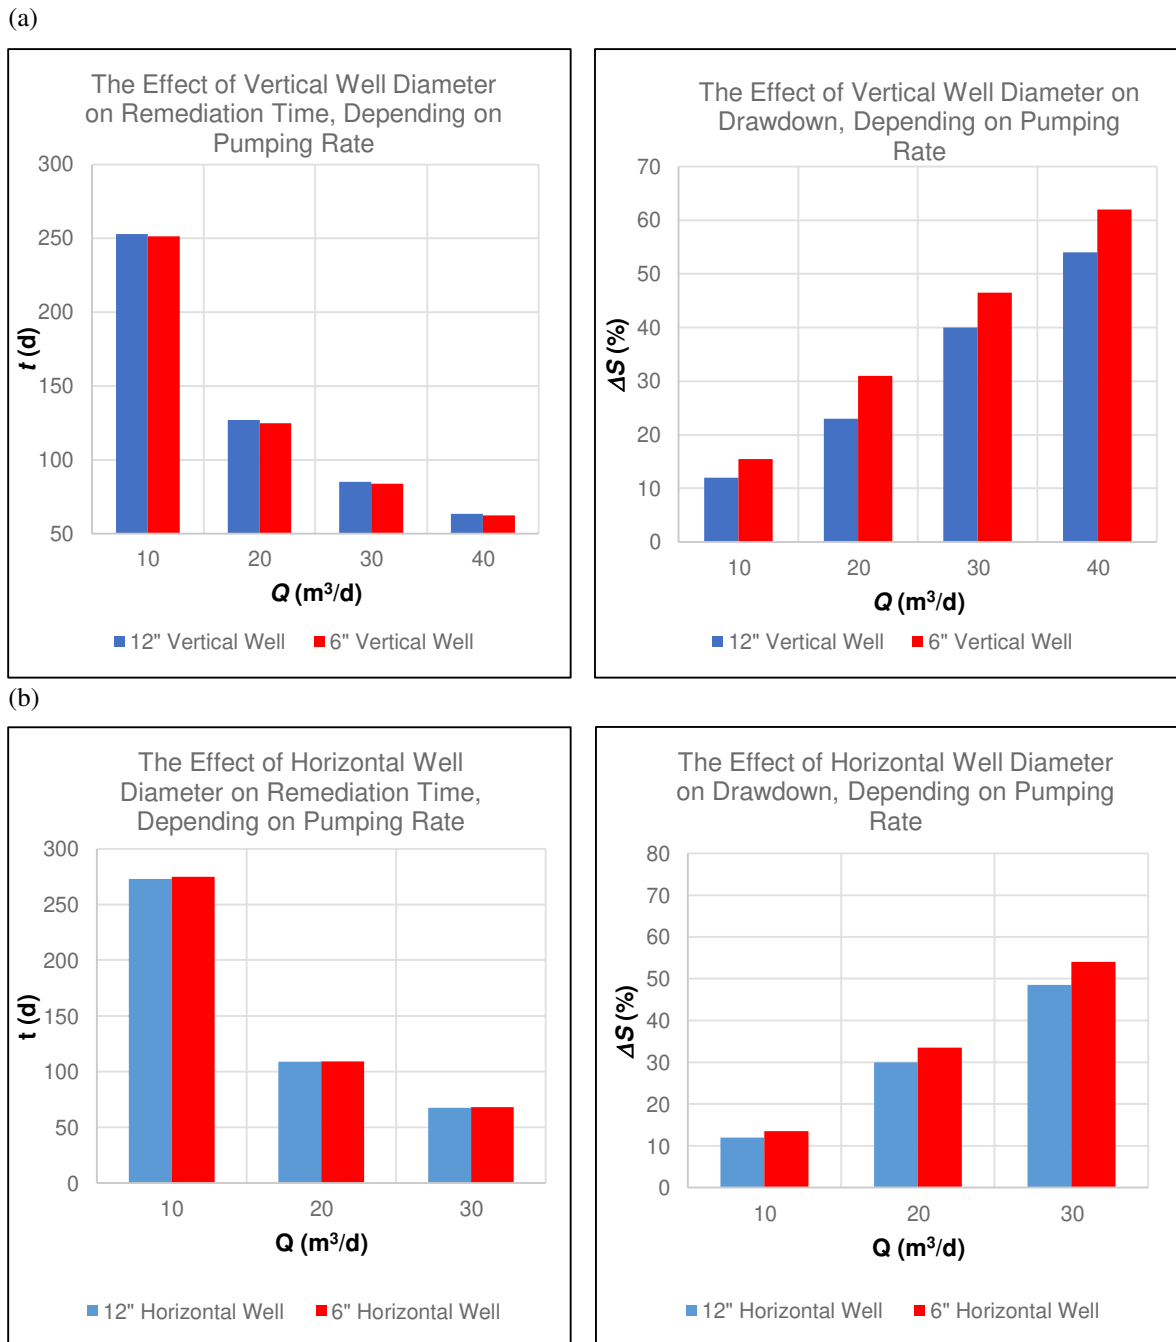 (a)
The Effect of Vertical Well Diameter
on Remediation Time, Depending on
Pumping Rate
300
250
200
150
100
50
t (d)
10 20 30 40
Q (m³/d)
12" Vertical Well 6" Vertical Well
The Effect of Vertical Well Diameter on
Drawdown, Depending on Pumping
Rate
70
60
50
40
30
20
10
0
ΔS (%)
10 20 30 40
Q (m³/d)
12" Vertical Well 6" Vertical Well
(b)
The Effect of Horizontal Well
Diameter on Remediation Time,
Depending on Pumping Rate
300
250
200
150
100
50
0
t (d)
10 20 30
Q (m³/d)
12" Horizontal Well 6" Horizontal Well
The Effect of Horizontal Well Diameter
on Drawdown, Depending on Pumping
Rate
80
70
60
50
40
30
20
10
0
ΔS (%)
10 20 30
Q (m³/d)
12" Horizontal Well 6" Horizontal Well